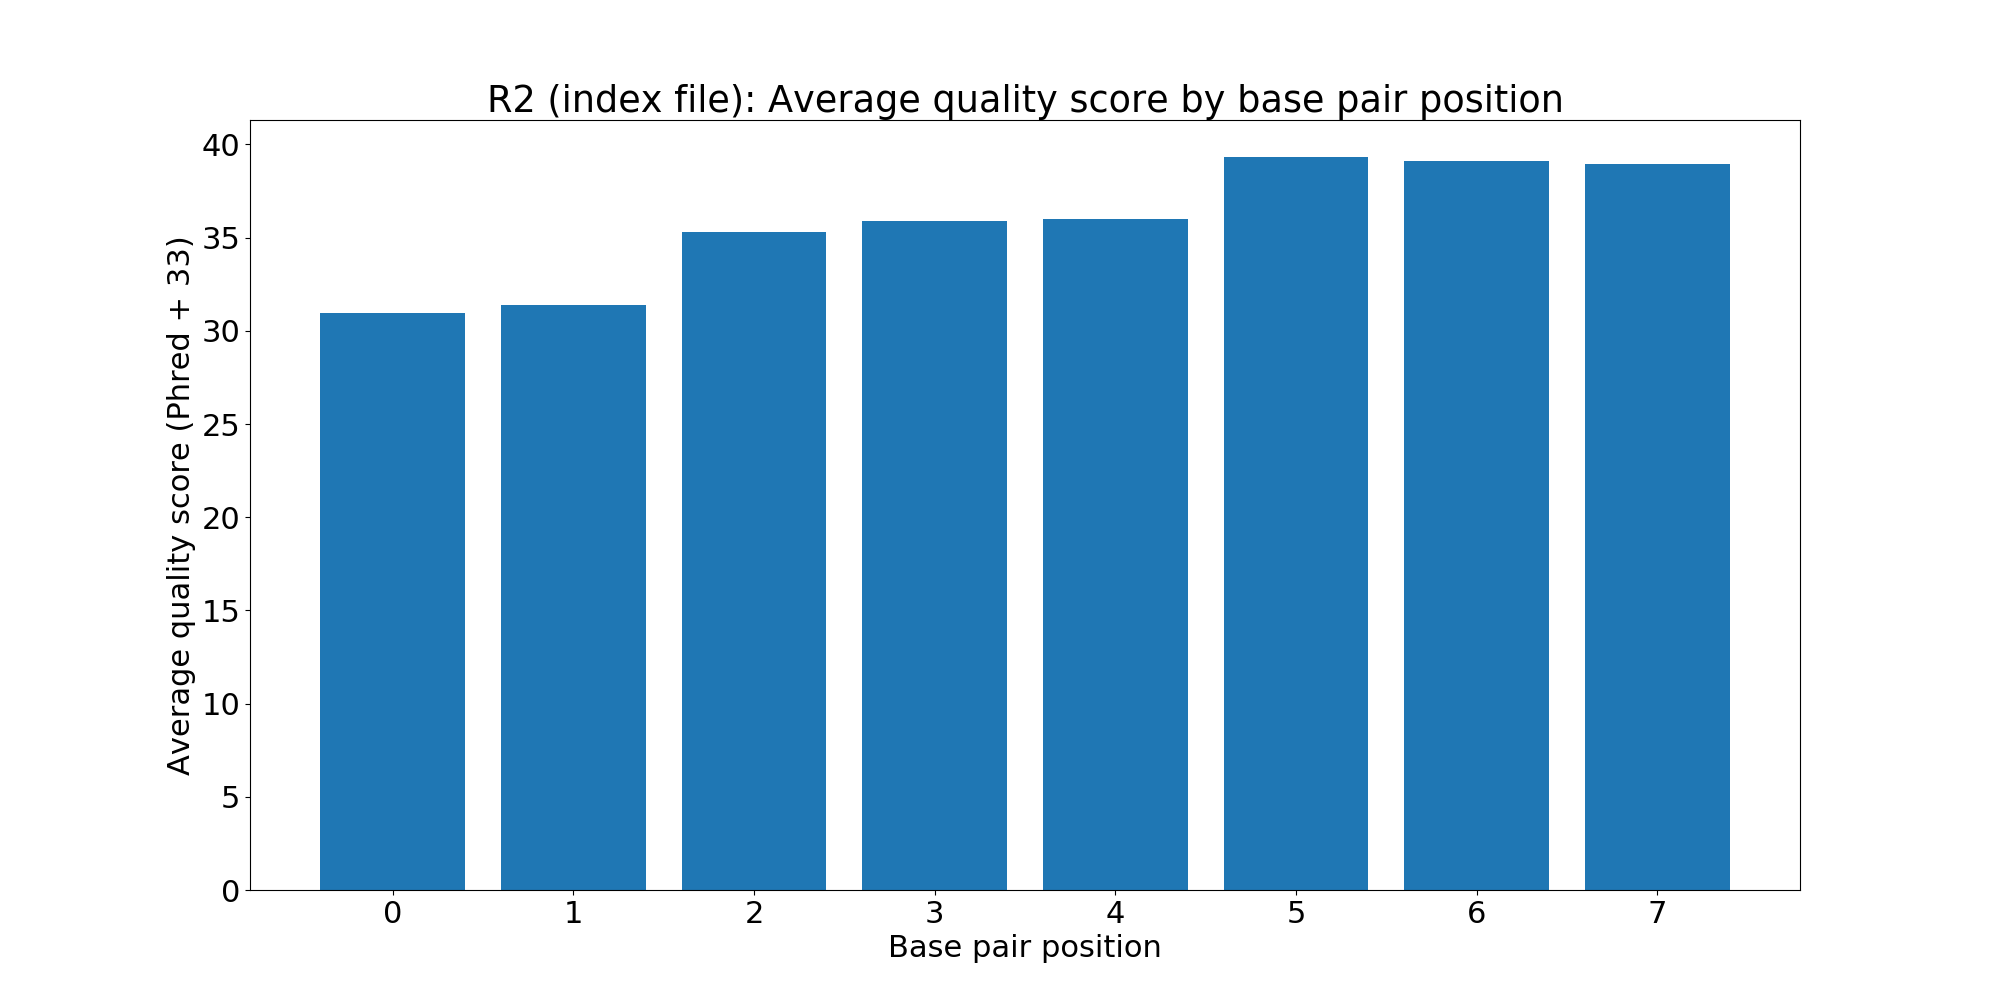 R2 (index file): Average quality score by base pair position
Average quality score (Phred + 33)
40
35
30
25
20
15
10
5
0
0 1 2 3 4 5 6 7
Base pair position